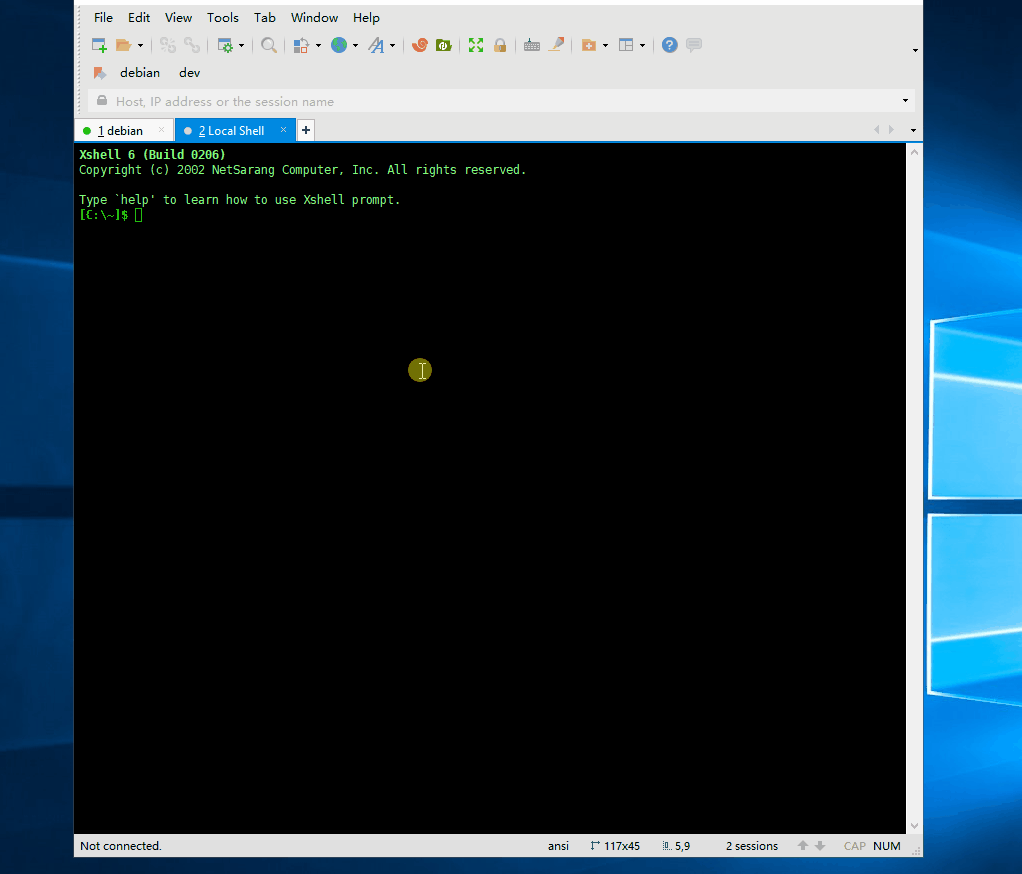 File Edit View Tools Tab Window Help
debian dev
Host, IP address or the session name
1 debian × 2 Local Shell × +
Xshell 6 (Build 0206)
Copyright (c) 2002 NetSarang Computer, Inc. All rights reserved.
Type `help' to learn how to use Xshell prompt.
[C:\~]$
Not connected. ansi 117x45 5,9 2 sessions CAP NUM